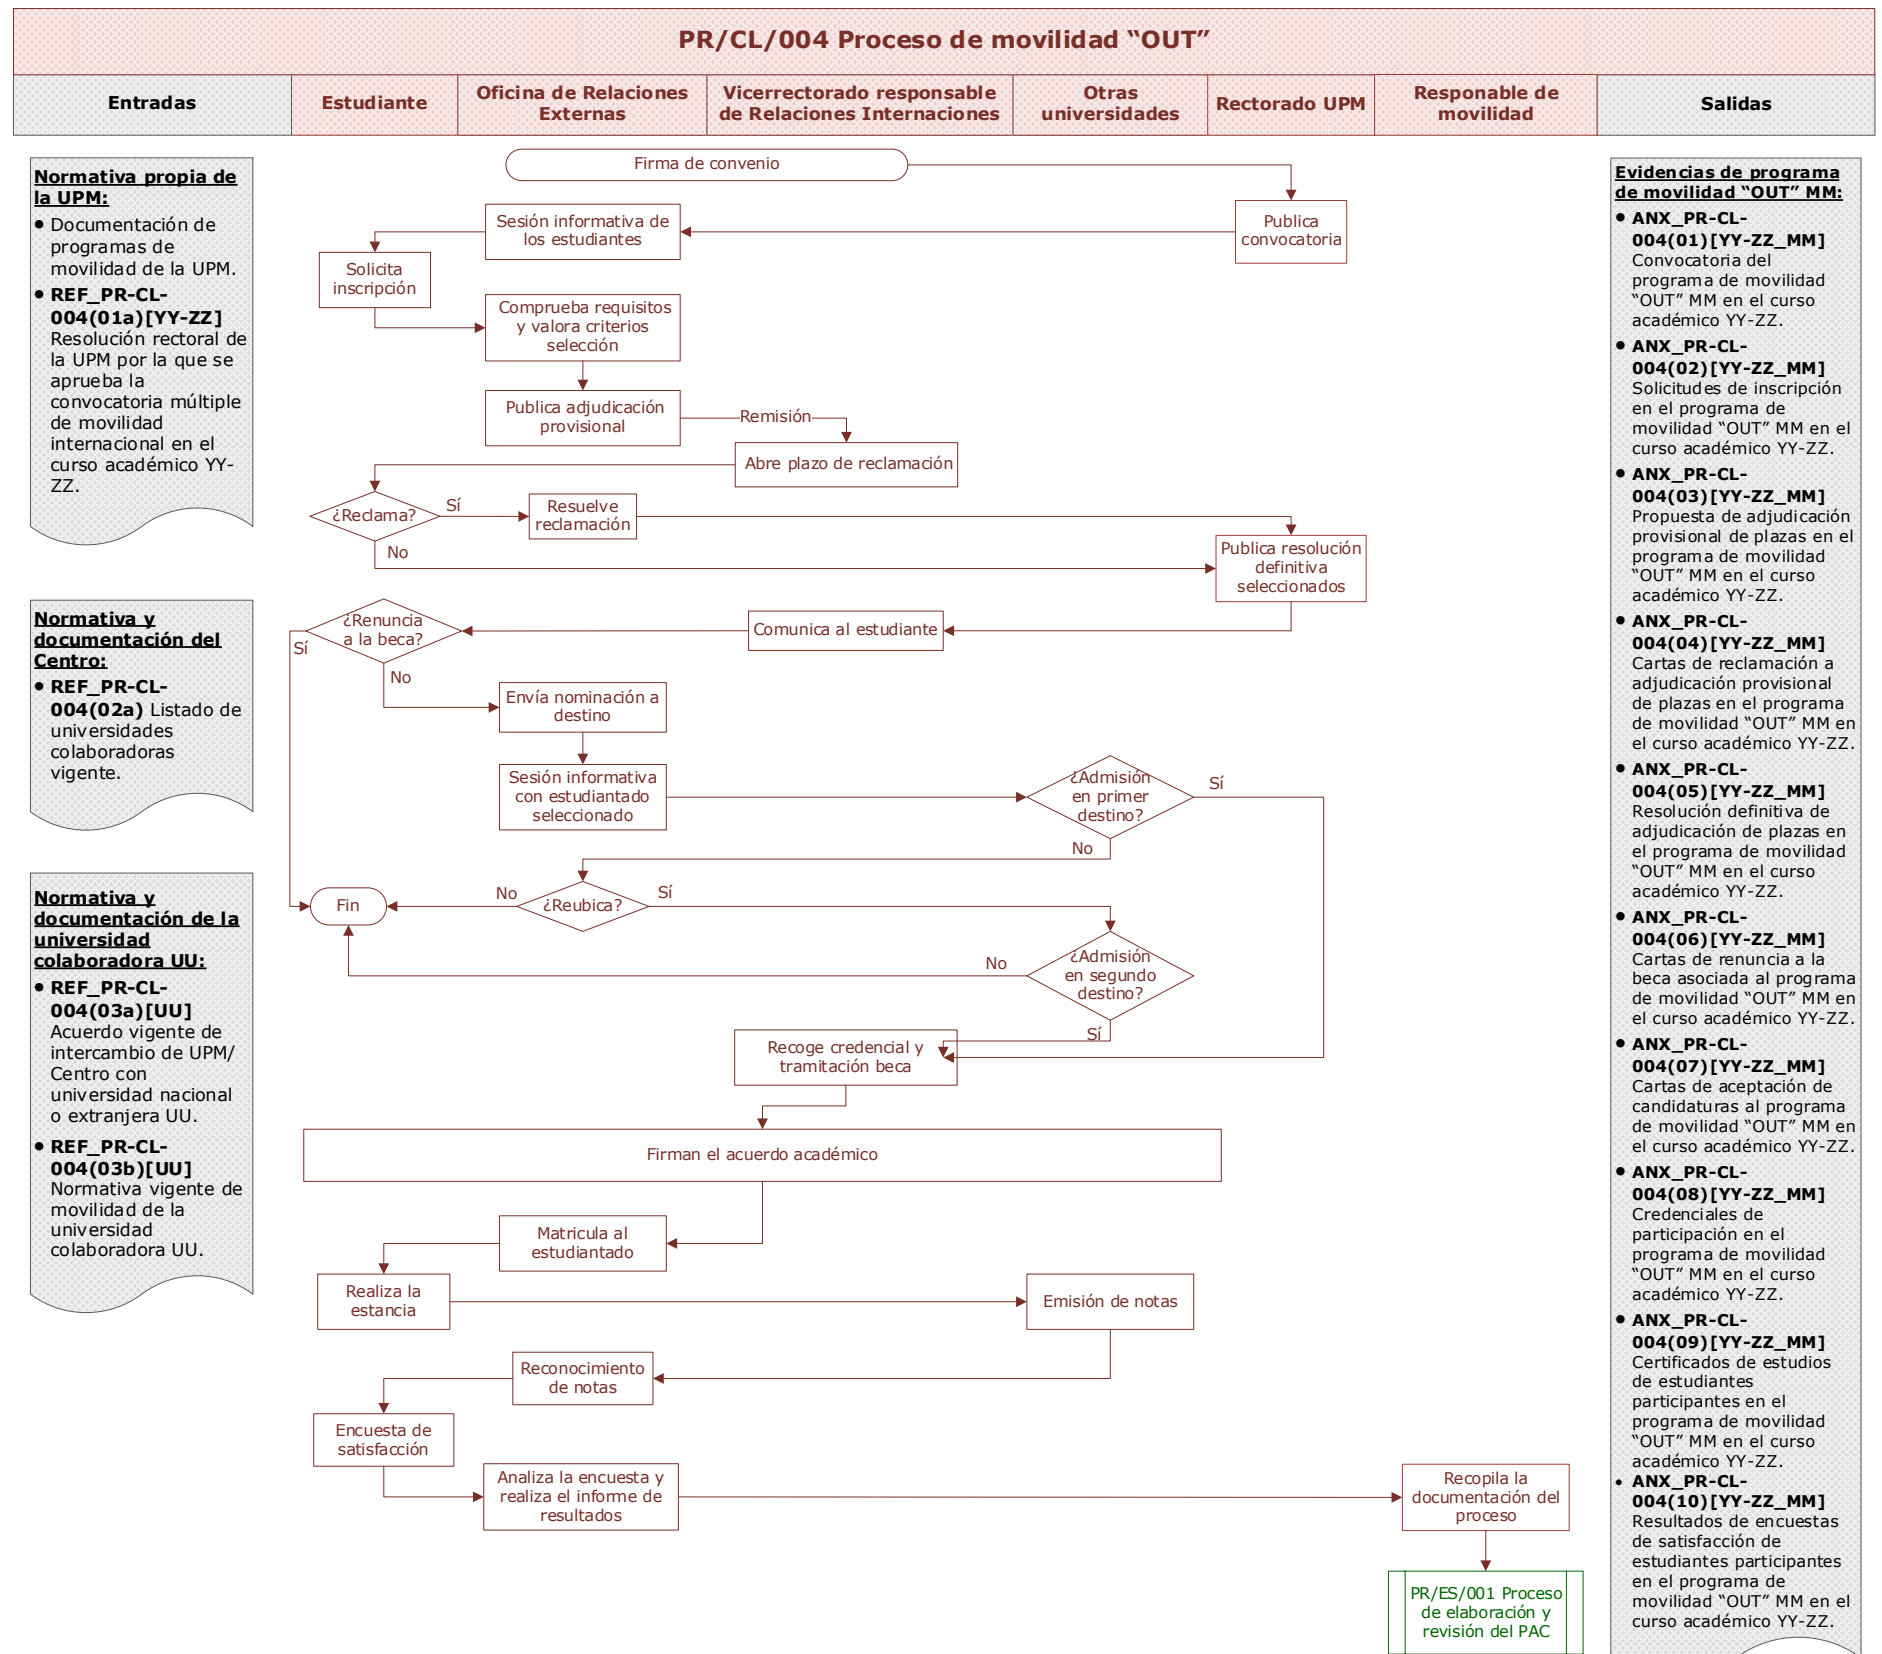 PR/CL/004 Proceso de movilidad “OUT”
Entradas
Estudiante
Oficina de Relaciones
Externas
Vicerrectorado responsable
de Relaciones Internaciones
Otras
universidades
Rectorado UPM
Responable de
movilidad
Salidas
Normativa propia de
la UPM:
• Documentación de
programas de
movilidad de la UPM.
• REF_PR-CL-
004(01a)[YY-ZZ]
Resolución rectoral de
la UPM por la que se
aprueba la
convocatoria múltiple
de movilidad
internacional en el
curso académico YY-
ZZ.
Normativa y
documentación del
Centro:
• REF_PR-CL-
004(02a) Listado de
universidades
colaboradoras
vigente.
Normativa y
documentación de la
universidad
colaboradora UU:
• REF_PR-CL-
004(03a)[UU]
Acuerdo vigente de
intercambio de UPM/
Centro con
universidad nacional
o extranjera UU.
• REF_PR-CL-
004(03b)[UU]
Normativa vigente de
movilidad de la
universidad
colaboradora UU.
Firma de convenio
Publica
convocatoria
Sesión informativa de
los estudiantes
Solicita
inscripción
Comprueba requisitos
y valora criterios
selección
Publica adjudicación
provisional
Remisión
Abre plazo de reclamación
¿Reclama?
Sí
No
Resuelve
reclamación
Publica resolución
definitiva
seleccionados
Comunica al estudiante
¿Renuncia
a la beca?
Sí
No
Envía nominación a
destino
Sesión informativa
con estudiantado
seleccionado
¿Admisión
en primer
destino?
Sí
No
¿Reubica?
No
Sí
Fin
¿Admisión
en segundo
destino?
No
Sí
Recoge credencial y
tramitación beca
Firman el acuerdo académico
Matricula al
estudiantado
Realiza la
estancia
Emisión de notas
Reconocimiento
de notas
Encuesta de
satisfacción
Analiza la encuesta y
realiza el informe de
resultados
Recopila la
documentación del
proceso
PR/ES/001 Proceso
de elaboración y
revisión del PAC
Evidencias de programa
de movilidad “OUT” MM:
• ANX_PR-CL-
004(01)[YY-ZZ_MM]
Convocatoria del
programa de movilidad
“OUT” MM en el curso
académico YY-ZZ.
• ANX_PR-CL-
004(02)[YY-ZZ_MM]
Solicitudes de inscripción
en el programa de
movilidad “OUT” MM en el
curso académico YY-ZZ.
• ANX_PR-CL-
004(03)[YY-ZZ_MM]
Propuesta de adjudicación
provisional de plazas en el
programa de movilidad
“OUT” MM en el curso
académico YY-ZZ.
• ANX_PR-CL-
004(04)[YY-ZZ_MM]
Cartas de reclamación a
adjudicación provisional
de plazas en el programa
de movilidad “OUT” MM en
el curso académico YY-ZZ.
• ANX_PR-CL-
004(05)[YY-ZZ_MM]
Resolución definitiva de
adjudicación de plazas en
el programa de movilidad
“OUT” MM en el curso
académico YY-ZZ.
• ANX_PR-CL-
004(06)[YY-ZZ_MM]
Cartas de renuncia a la
beca asociada al programa
de movilidad “OUT” MM en
el curso académico YY-ZZ.
• ANX_PR-CL-
004(07)[YY-ZZ_MM]
Cartas de aceptación de
candidaturas al programa
de movilidad “OUT” MM en
el curso académico YY-ZZ.
• ANX_PR-CL-
004(08)[YY-ZZ_MM]
Credenciales de
participación en el
programa de movilidad
“OUT” MM en el curso
académico YY-ZZ.
• ANX_PR-CL-
004(09)[YY-ZZ_MM]
Certificados de estudios
de estudiantes
participantes en el
programa de movilidad
“OUT” MM en el curso
académico YY-ZZ.
• ANX_PR-CL-
004(10)[YY-ZZ_MM]
Resultados de encuestas
de satisfacción de
estudiantes participantes
en el programa de
movilidad “OUT” MM en el
curso académico YY-ZZ.